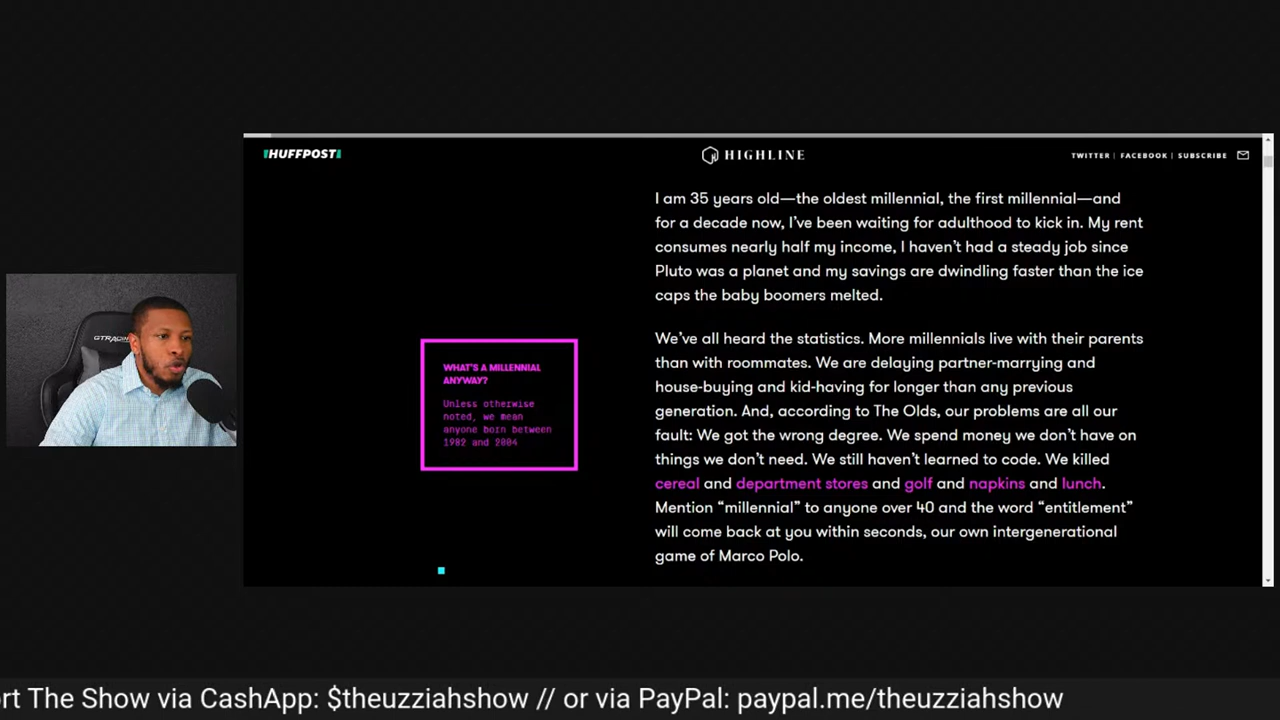 HUFFPOST
HIGHLINE
TWITTER | FACEBOOK | SUBSCRIBE
I am 35 years old—the oldest millennial, the first millennial—and
for a decade now, I’ve been waiting for adulthood to kick in. My rent
consumes nearly half my income, I haven’t had a steady job since
Pluto was a planet and my savings are dwindling faster than the ice
caps the baby boomers melted.
WHAT'S A MILLENNIAL
ANYWAY?
Unless otherwise
noted, we mean
anyone born between
1982 and 2004
We’ve all heard the statistics. More millennials live with their parents
than with roommates. We are delaying partner-marrying and
house-buying and kid-having for longer than any previous
generation. And, according to The Olds, our problems are all our
fault: We got the wrong degree. We spend money we don’t have on
things we don’t need. We still haven’t learned to code. We killed
cereal and department stores and golf and napkins and lunch.
Mention “millennial” to anyone over 40 and the word “entitlement”
will come back at you within seconds, our own intergenerational
game of Marco Polo.
GTRACING
rt The Show via CashApp: $theuzziahshow // or via PayPal: paypal.me/theuzziahshow